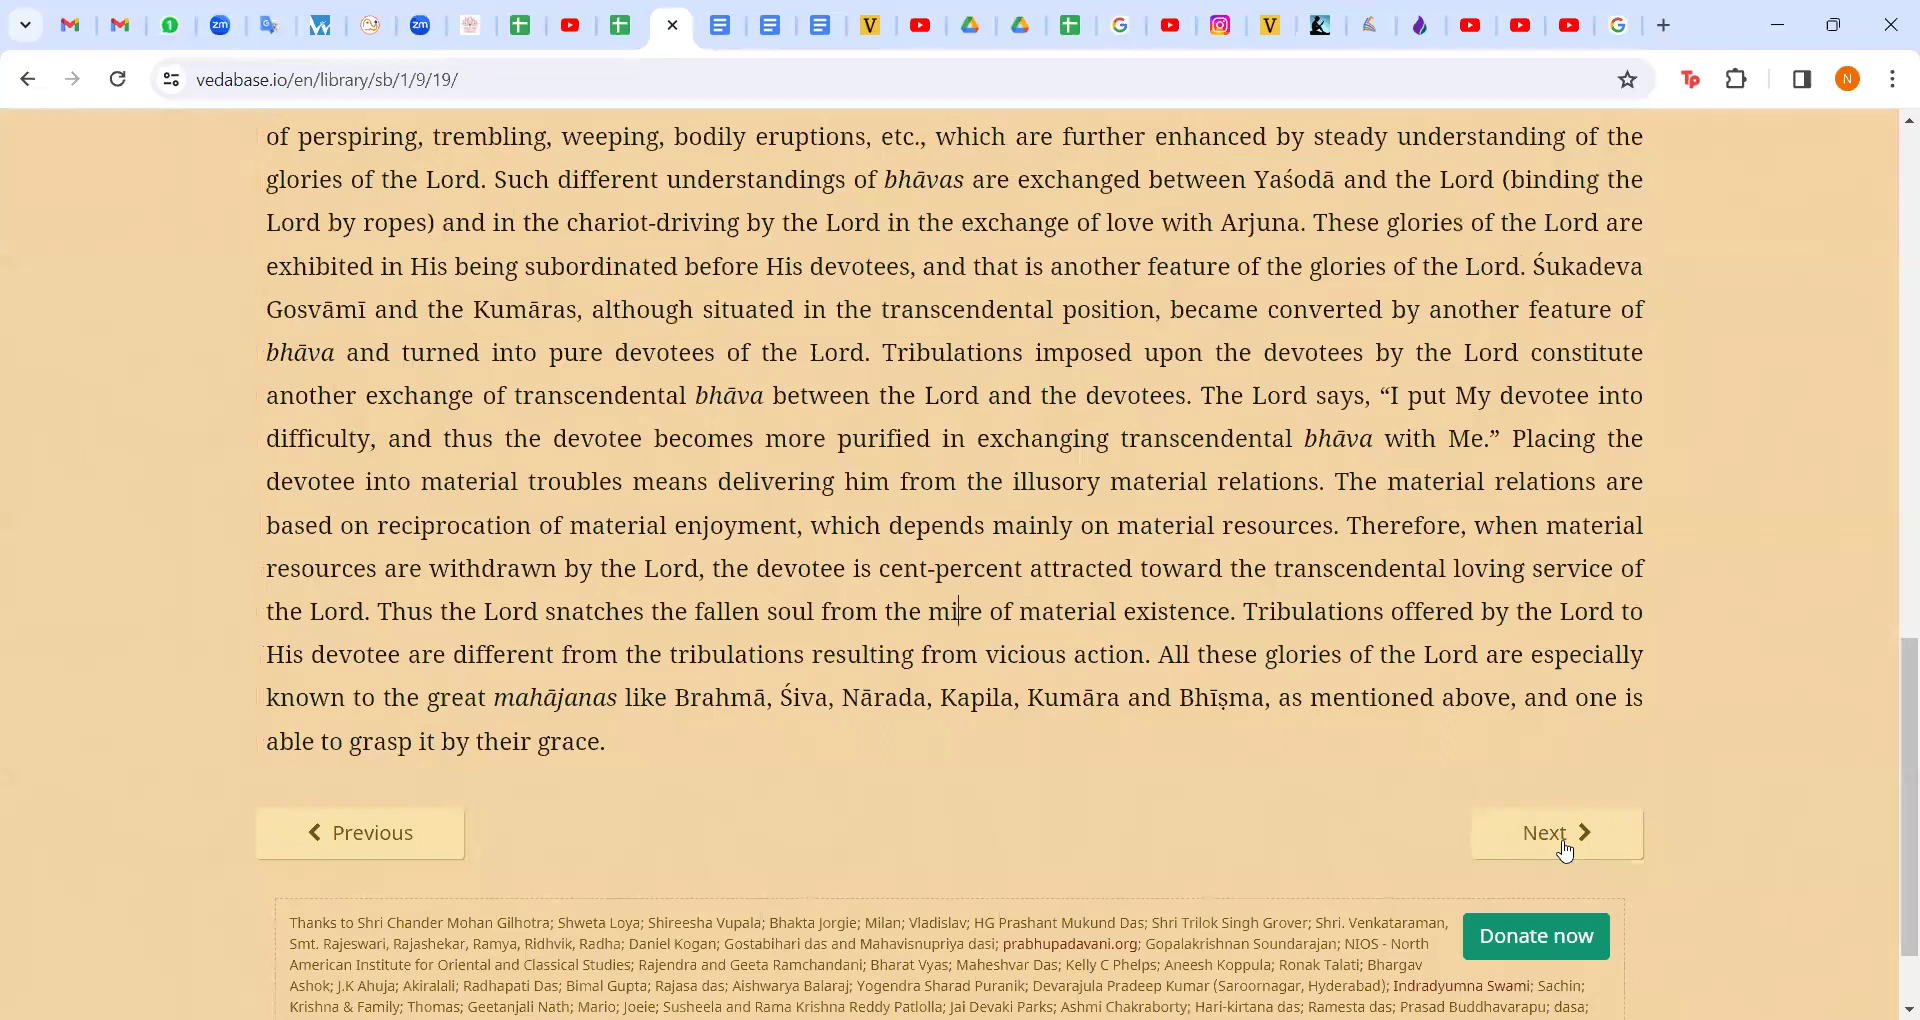 vedabase.io/en/library/sb/1/9/19/
of perspiring, trembling, weeping, bodily eruptions, etc., which are further enhanced by steady understanding of the
glories of the Lord. Such different understandings of bhāvas are exchanged between Yaśodā and the Lord (binding the
Lord by ropes) and in the chariot-driving by the Lord in the exchange of love with Arjuna. These glories of the Lord are
exhibited in His being subordinated before His devotees, and that is another feature of the glories of the Lord. Śukadeva
Gosvāmī and the Kumāras, although situated in the transcendental position, became converted by another feature of
bhāva and turned into pure devotees of the Lord. Tribulations imposed upon the devotees by the Lord constitute
another exchange of transcendental bhāva between the Lord and the devotees. The Lord says, “I put My devotee into
difficulty, and thus the devotee becomes more purified in exchanging transcendental bhāva with Me.” Placing the
devotee into material troubles means delivering him from the illusory material relations. The material relations are
based on reciprocation of material enjoyment, which depends mainly on material resources. Therefore, when material
resources are withdrawn by the Lord, the devotee is cent-percent attracted toward the transcendental loving service of
the Lord. Thus the Lord snatches the fallen soul from the mire of material existence. Tribulations offered by the Lord to
His devotee are different from the tribulations resulting from vicious action. All these glories of the Lord are especially
known to the great mahājanas like Brahmā, Śiva, Nārada, Kapila, Kumāra and Bhīṣma, as mentioned above, and one is
able to grasp it by their grace.
Previous
Next
Thanks to Shri Chander Mohan Gilhotra; Shweta Loya; Shireesha Vupala; Bhakta Jorgie; Milan; Vladislav; HG Prashant Mukund Das; Shri Trilok Singh Grover; Shri. Venkataraman,
Smt. Rajeswari, Rajashekar, Ramya, Ridhvik, Radha; Daniel Kogan; Gostabihari das and Mahavisnupriya dasi; prabhupadavani.org; Gopalakrishnan Soundarajan; NIOS - North
American Institute for Oriental and Classical Studies; Rajendra and Geeta Ramchandani; Bharat Vyas; Maheshvar Das; Kelly C Phelps; Aneesh Koppula; Ronak Talati; Bhargav
Ashok; J.K Ahuja; Akiralali; Radhapati Das; Bimal Gupta; Rajasa das; Aishwarya Balaraj; Yogendra Sharad Puranik; Devarajula Pradeep Kumar (Saroornagar, Hyderabad); Indradyumna Swami; Sachin;
Krishna & Family; Thomas; Geetanjali Nath; Mario; Joeie; Susheela and Rama Krishna Reddy Patlolla; Jai Devaki Parks; Ashmi Chakraborty; Hari-kirtana das; Ramesta das; Prasad Buddhavarapu; dasa;
Donate now